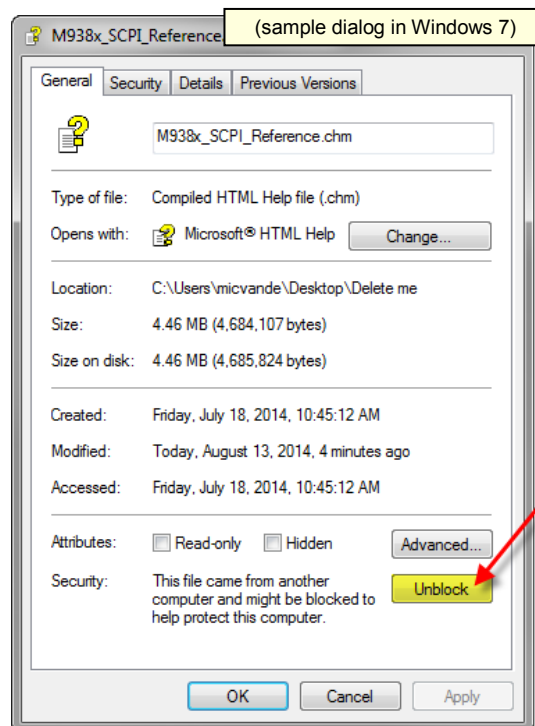 M938x_SCPI_Reference.
(sample dialog in Windows 7)
General Security Details Previous Versions
M938x_SCPI_Reference.chm
Type of file: Compiled HTML Help file (.chm)
Opens with: Microsoft® HTML Help Change...
Location: C:\Users\micvande\Desktop\Delete me
Size: 4.46 MB (4,684,107 bytes)
Size on disk: 4.46 MB (4,685,824 bytes)
Created: Friday, July 18, 2014, 10:45:12 AM
Modified: Today, August 13, 2014, 4 minutes ago
Accessed: Friday, July 18, 2014, 10:45:12 AM
Attributes: Read-only Hidden Advanced...
Security: This file came from another
computer and might be blocked to
help protect this computer.
Unblock
OK Cancel Apply